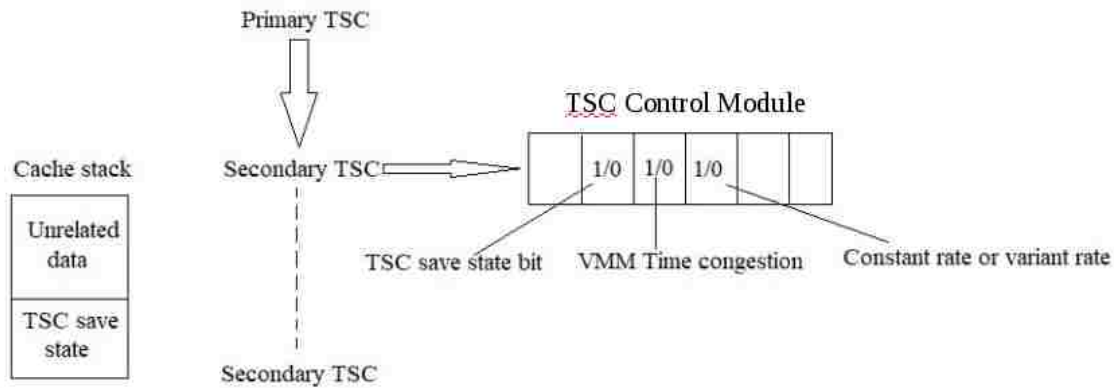 Primary TSC
TSC Control Module
Cache stack
Secondary TSC
1/0 1/0 1/0
Unrelated
data
TSC save state bit
VMM Time congestion
Constant rate or variant rate
TSC save
state
Secondary TSC